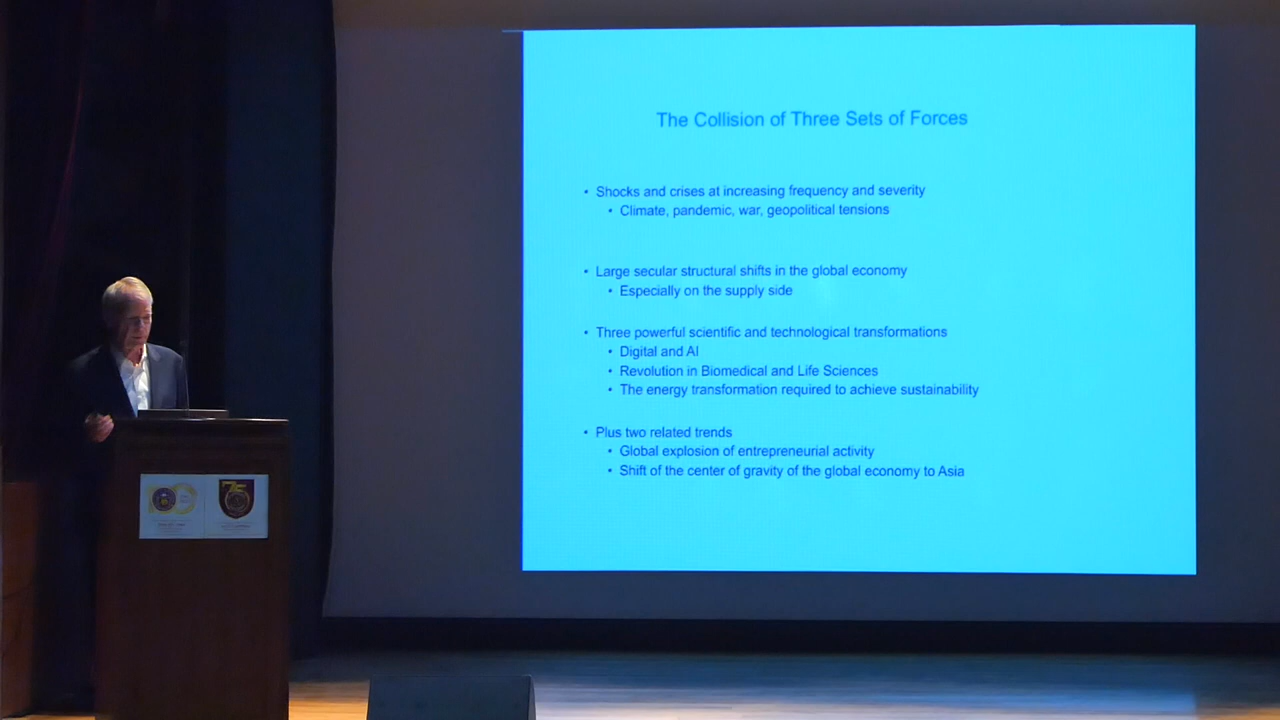 The Collision of Three Sets of Forces
• Shocks and crises at increasing frequency and severity
• Climate, pandemic, war, geopolitical tensions
• Large secular structural shifts in the global economy
• Especially on the supply side
• Three powerful scientific and technological transformations
• Digital and AI
• Revolution in Biomedical and Life Sciences
• The energy transformation required to achieve sustainability
• Plus two related trends
• Global explosion of entrepreneurial activity
• Shift of the center of gravity of the global economy to Asia
75